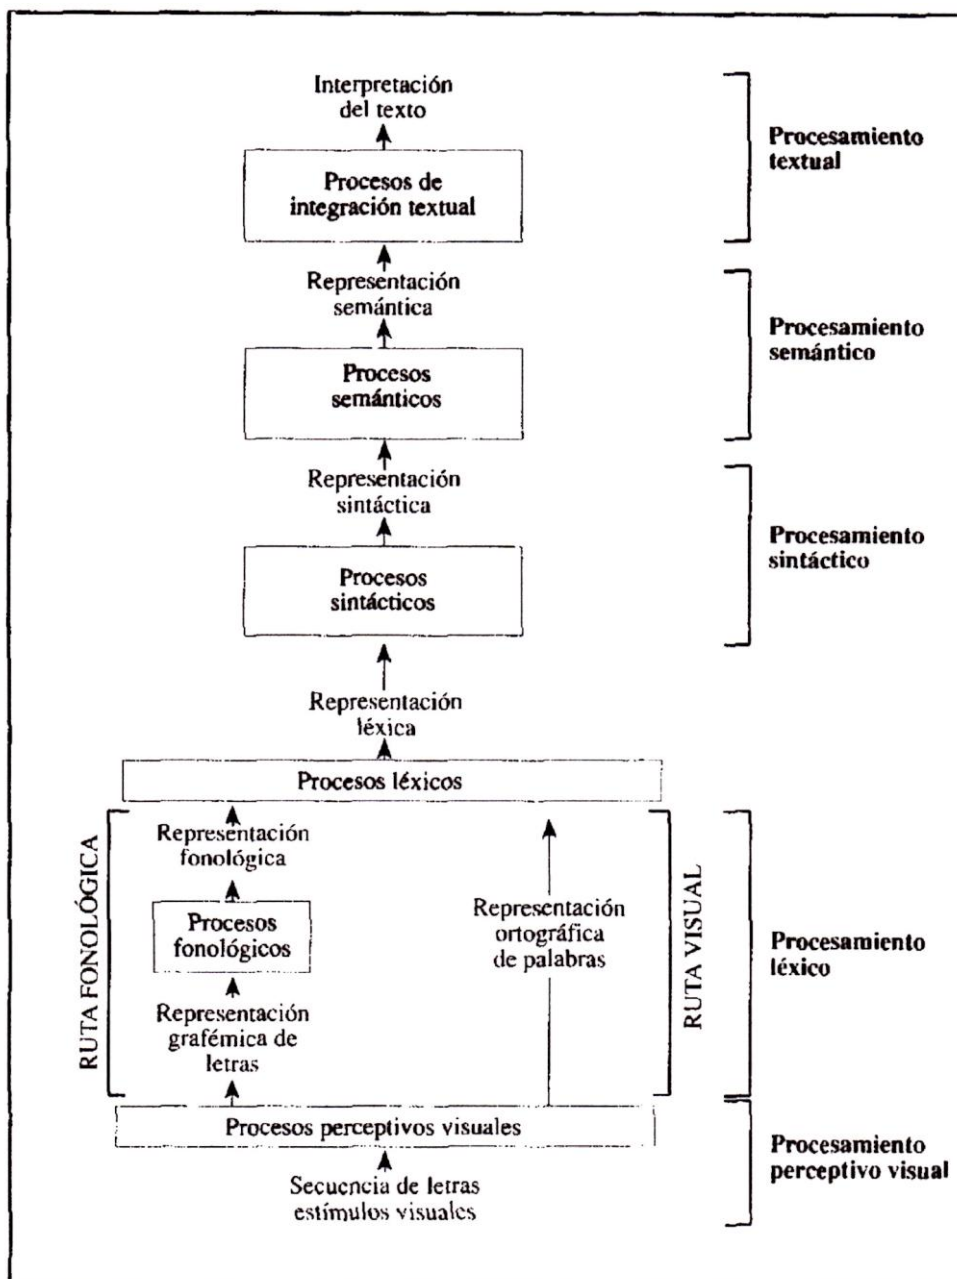 Interpretación
del texto
Procesamiento
textual
Procesos de
integración textual
Representación
semántica
Procesamiento
semántico
Procesos
semánticos
Representación
sintáctica
Procesamiento
sintáctico
Procesos
sintácticos
Representación
léxica
Procesos léxicos
RUTA FONOLÓGICA
Representación
fonológica
Procesos
fonológicos
Representación
grafémica de
letras
Representación
ortográfica
de palabras
RUTA VISUAL
Procesamiento
léxico
Procesos perceptivos visuales
Procesamiento
perceptivo visual
Secuencia de letras
estímulos visuales